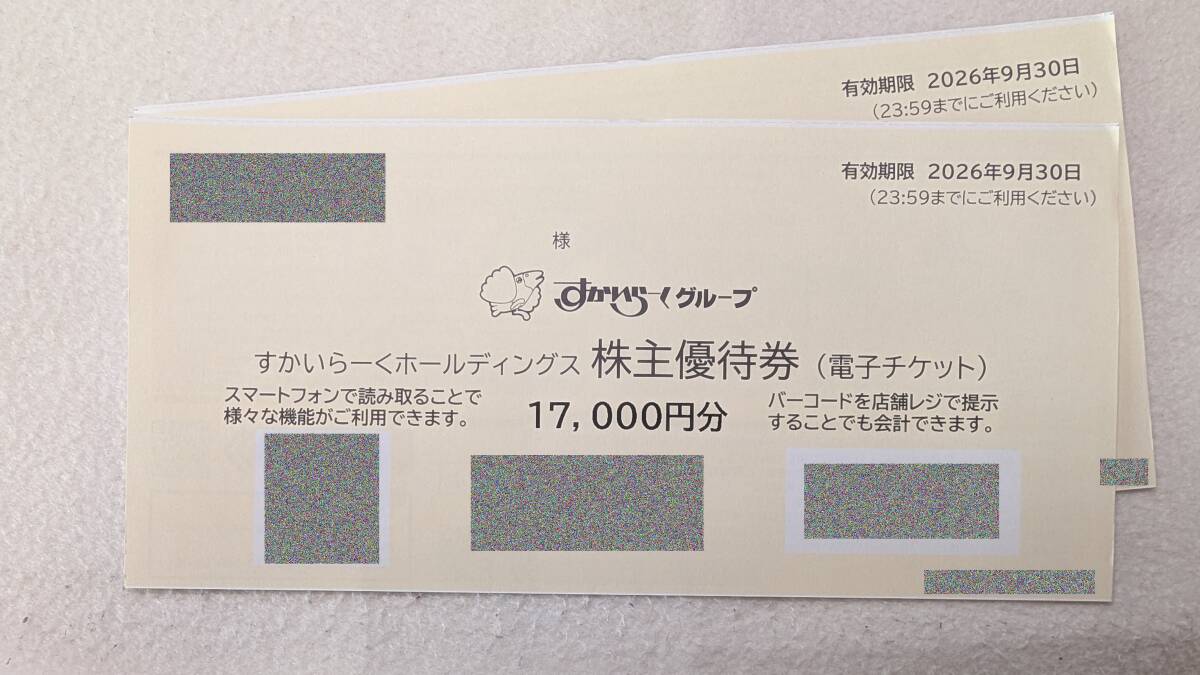 有効期限 2026年9月30日
(23:59までにご利用ください)
有効期限 2026年9月30日
(23:59までにご利用ください)
様
すかいらーくグループ
すかいらーくホールディングス 株主優待券(電子チケット)
スマートフォンで読み取ることで
様々な機能がご利用できます。
17,000円分
バーコードを店舗レジで提示
することでも会計できます。